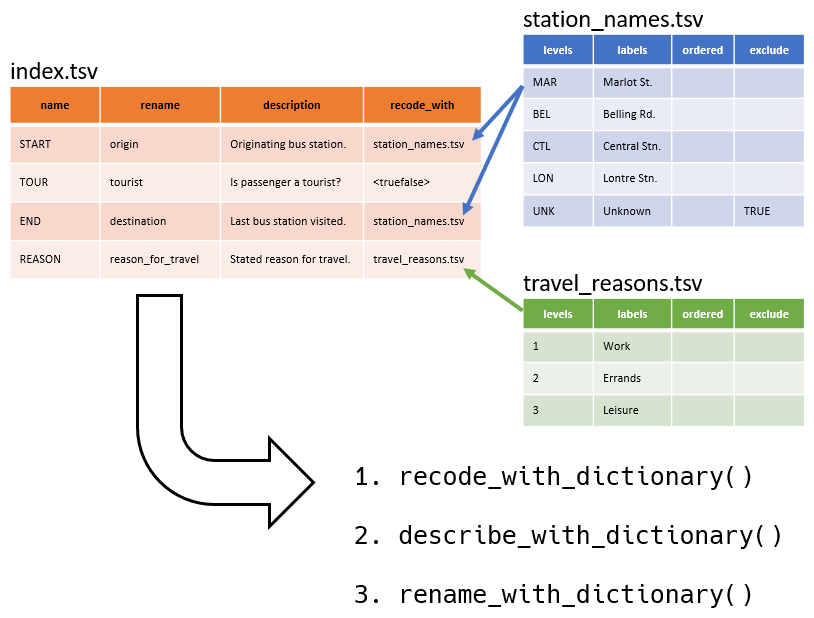 station_names.tsv
levels labels ordered exclude
MAR Marlot St.
BEL Belling Rd.
CTL Central Stn.
LON Lontre Stn.
UNK Unknown TRUE
index.tsv
name rename description recode_with
START origin Originating bus station. station_names.tsv
TOUR tourist Is passenger a tourist? <truefalse>
END destination Last bus station visited. station_names.tsv
REASON reason_for_travel Stated reason for travel. travel_reasons.tsv
travel_reasons.tsv
levels labels ordered exclude
1 Work
2 Errands
3 Leisure
1. recode_with_dictionary()
2. describe_with_dictionary()
3. rename_with_dictionary()